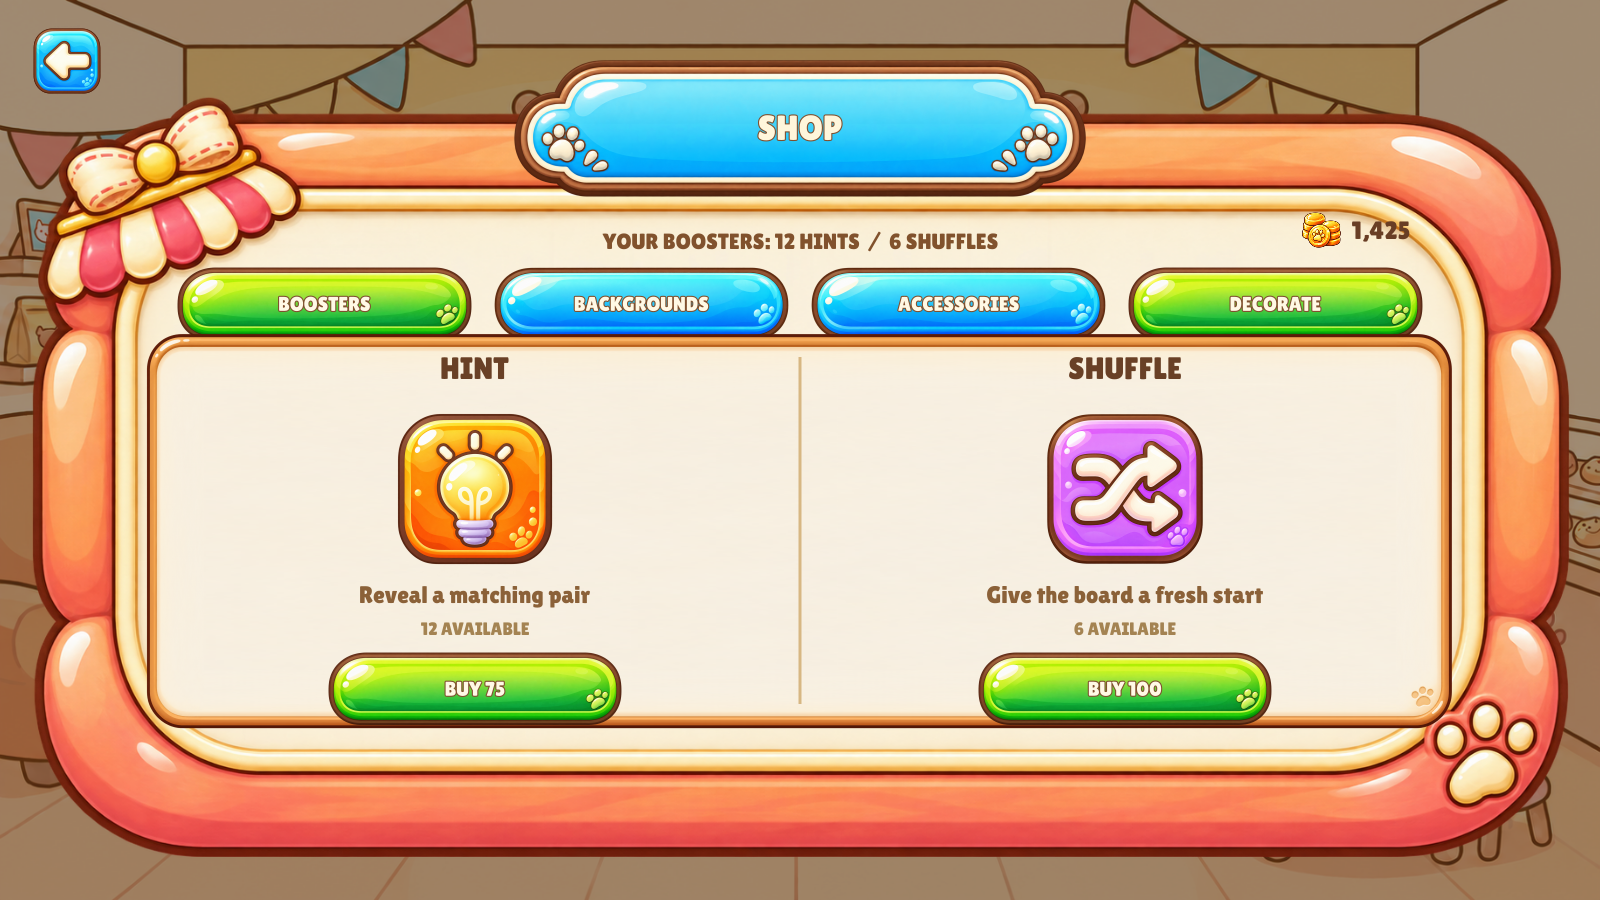 SHOP
YOUR BOOSTERS: 12 HINTS / 6 SHUFFLES
1,425
BOOSTERS
BACKGROUNDS
ACCESSORIES
DECORATE
HINT
SHUFFLE
Reveal a matching pair
Give the board a fresh start
12 AVAILABLE
6 AVAILABLE
BUY 75
BUY 100